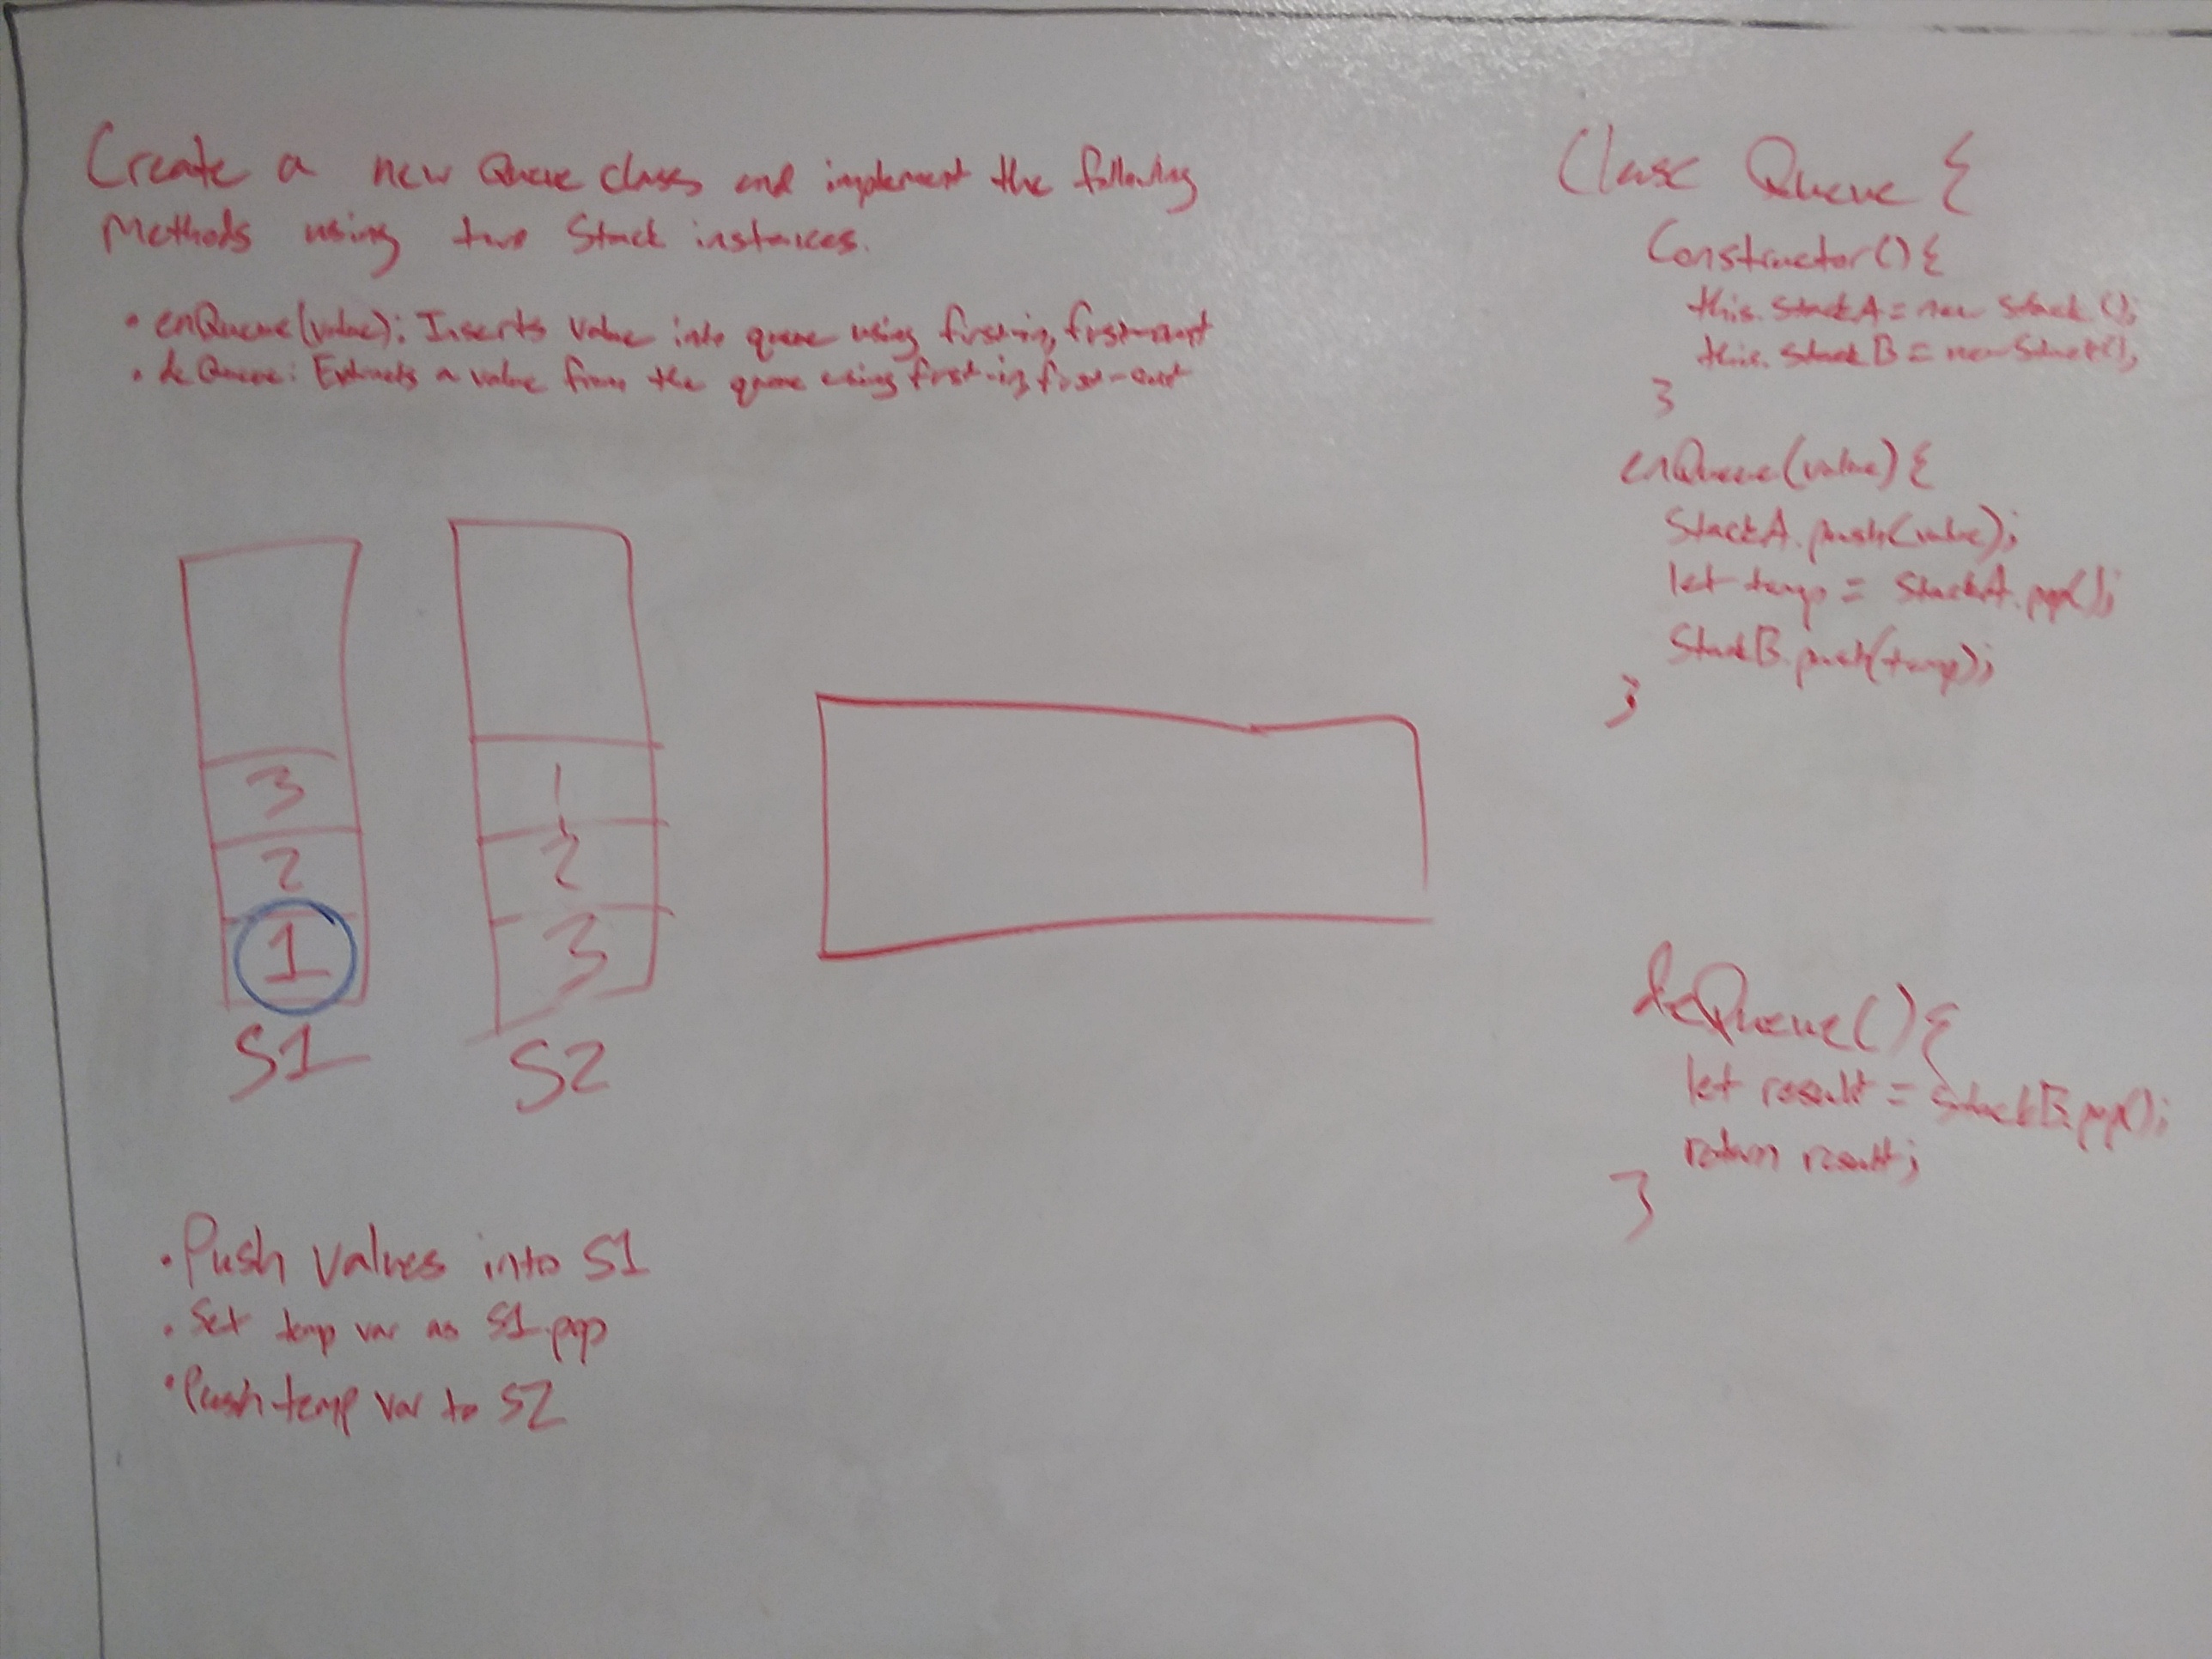 Create a new Queue class and implement the following
Methods using two Stack instances.
• enQueue(value): Inserts value into queue using first-in, first-out
• deQueue: Extracts a value from the queue using first-in, first-out
3
2
1
S1
1
2
3
S2
• Push values into S1
• Set temp var as S1.pop
• Push temp var to S2
Class Queue {
Constructor() {
this.stackA = new Stack();
this.stackB = new Stack();
}
enQueue(value) {
StackA.push(value);
let temp = StackA.pop();
StackB.push(temp);
}
deQueue() {
let result = StackB.pop();
return result;
}